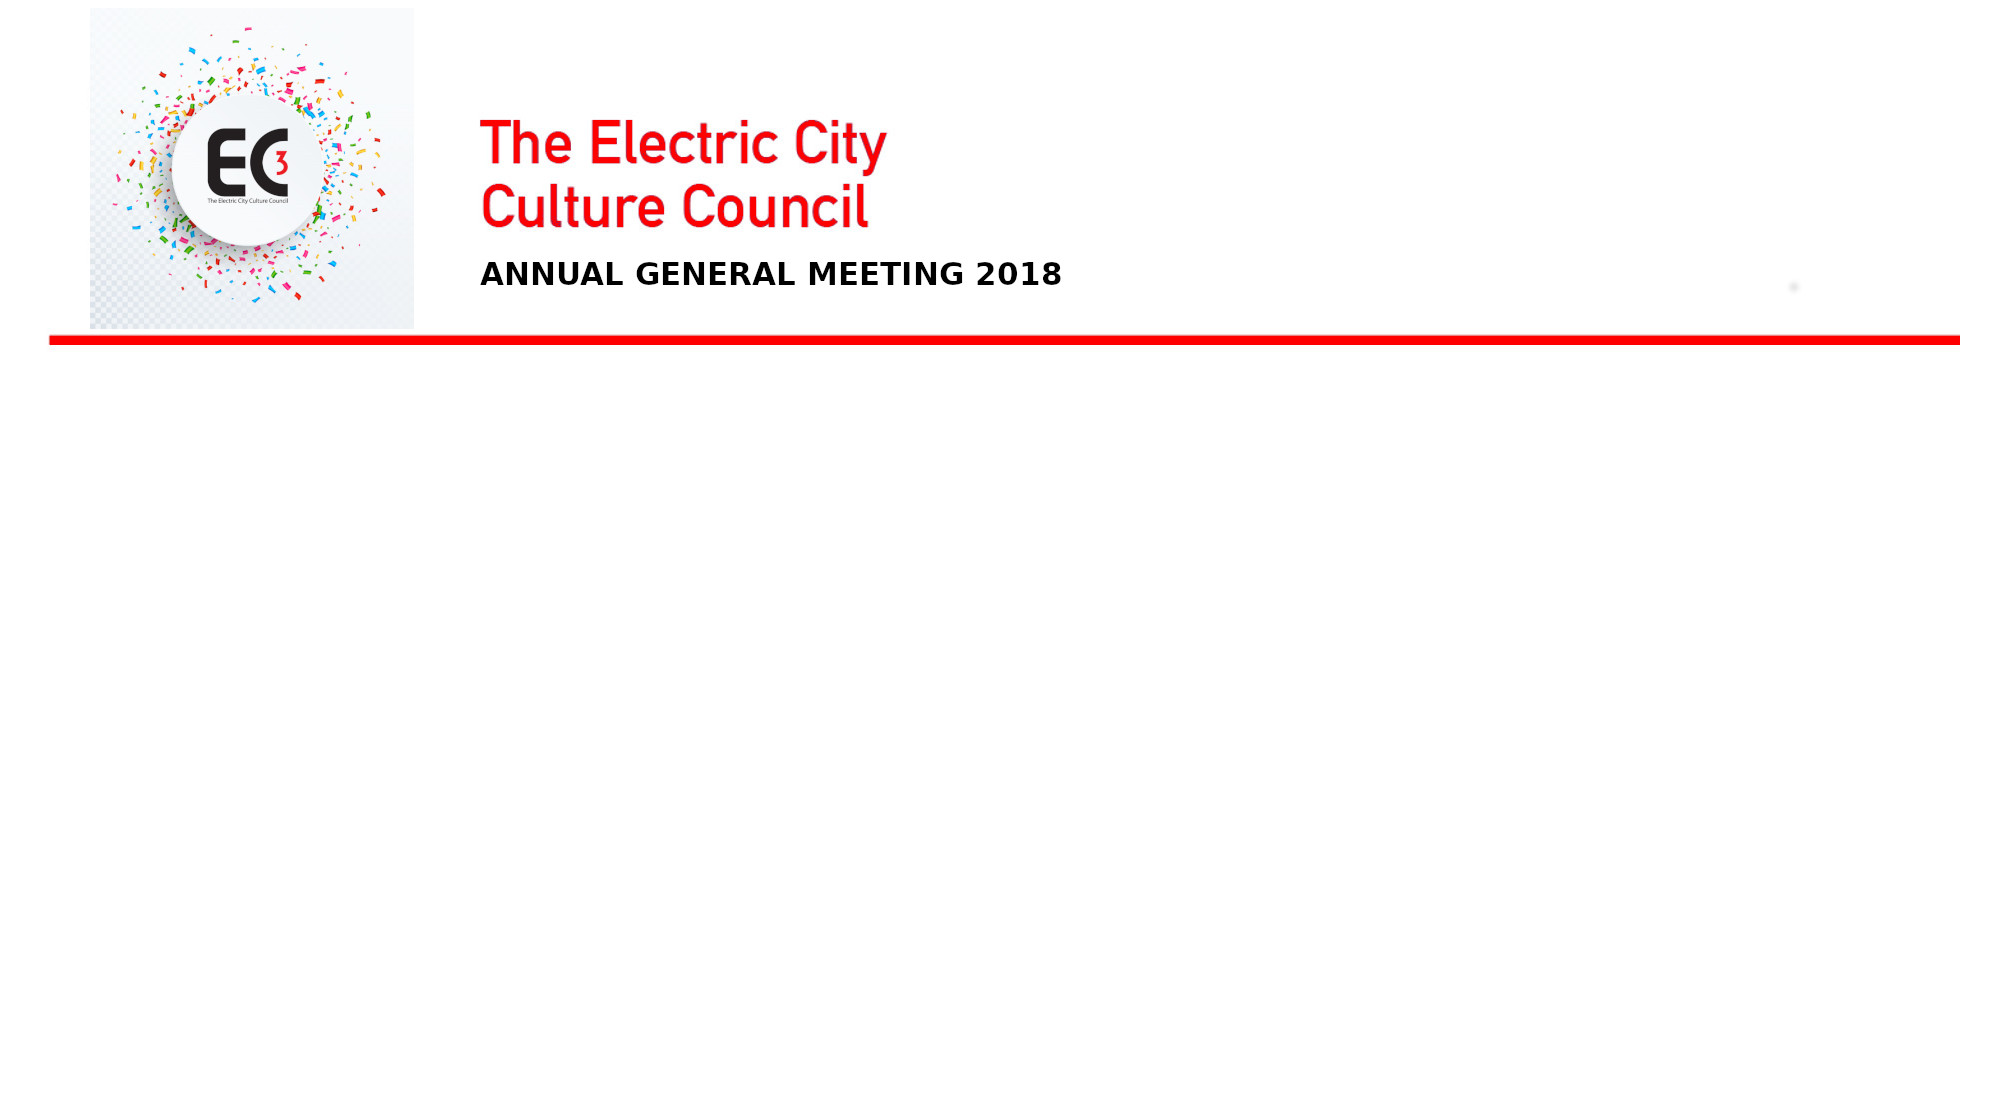 EC3
The Electric City Culture Council
The Electric City
Culture Council
ANNUAL GENERAL MEETING 2018